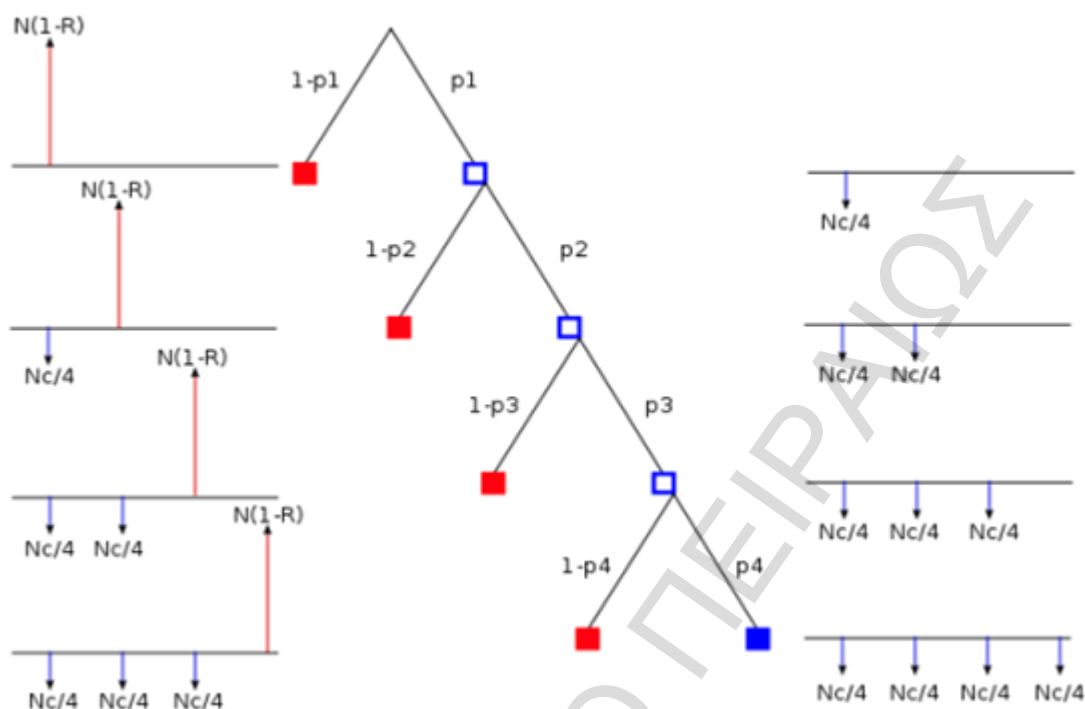 N(1-R)
1-p1 p1
N(1-R)
Nc/4
1-p2 p2
N(1-R)
Nc/4
Nc/4 Nc/4
1-p3 p3
N(1-R)
Nc/4 Nc/4
Nc/4 Nc/4 Nc/4
1-p4 p4
Nc/4 Nc/4 Nc/4
Nc/4 Nc/4 Nc/4 Nc/4
Ο ΠΕΙΡΑΙΩΣ